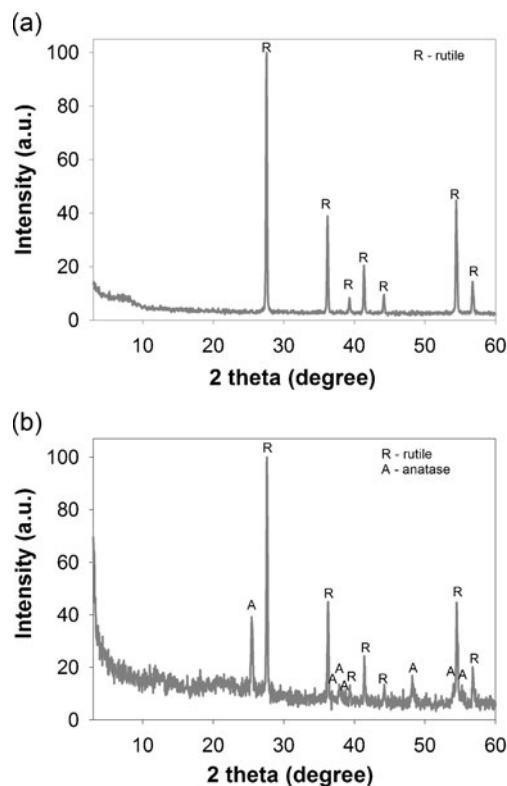 (a)
R - rutile
R
R
R
R
R
R
R
Intensity (a.u.)
100
80
60
40
20
0
10 20 30 40 50 60
2 theta (degree)
(b)
R - rutile
A - anatase
A
R
R
A
A
A
R
R
R
A
A
R
A
R
Intensity (a.u.)
100
80
60
40
20
0
10 20 30 40 50 60
2 theta (degree)